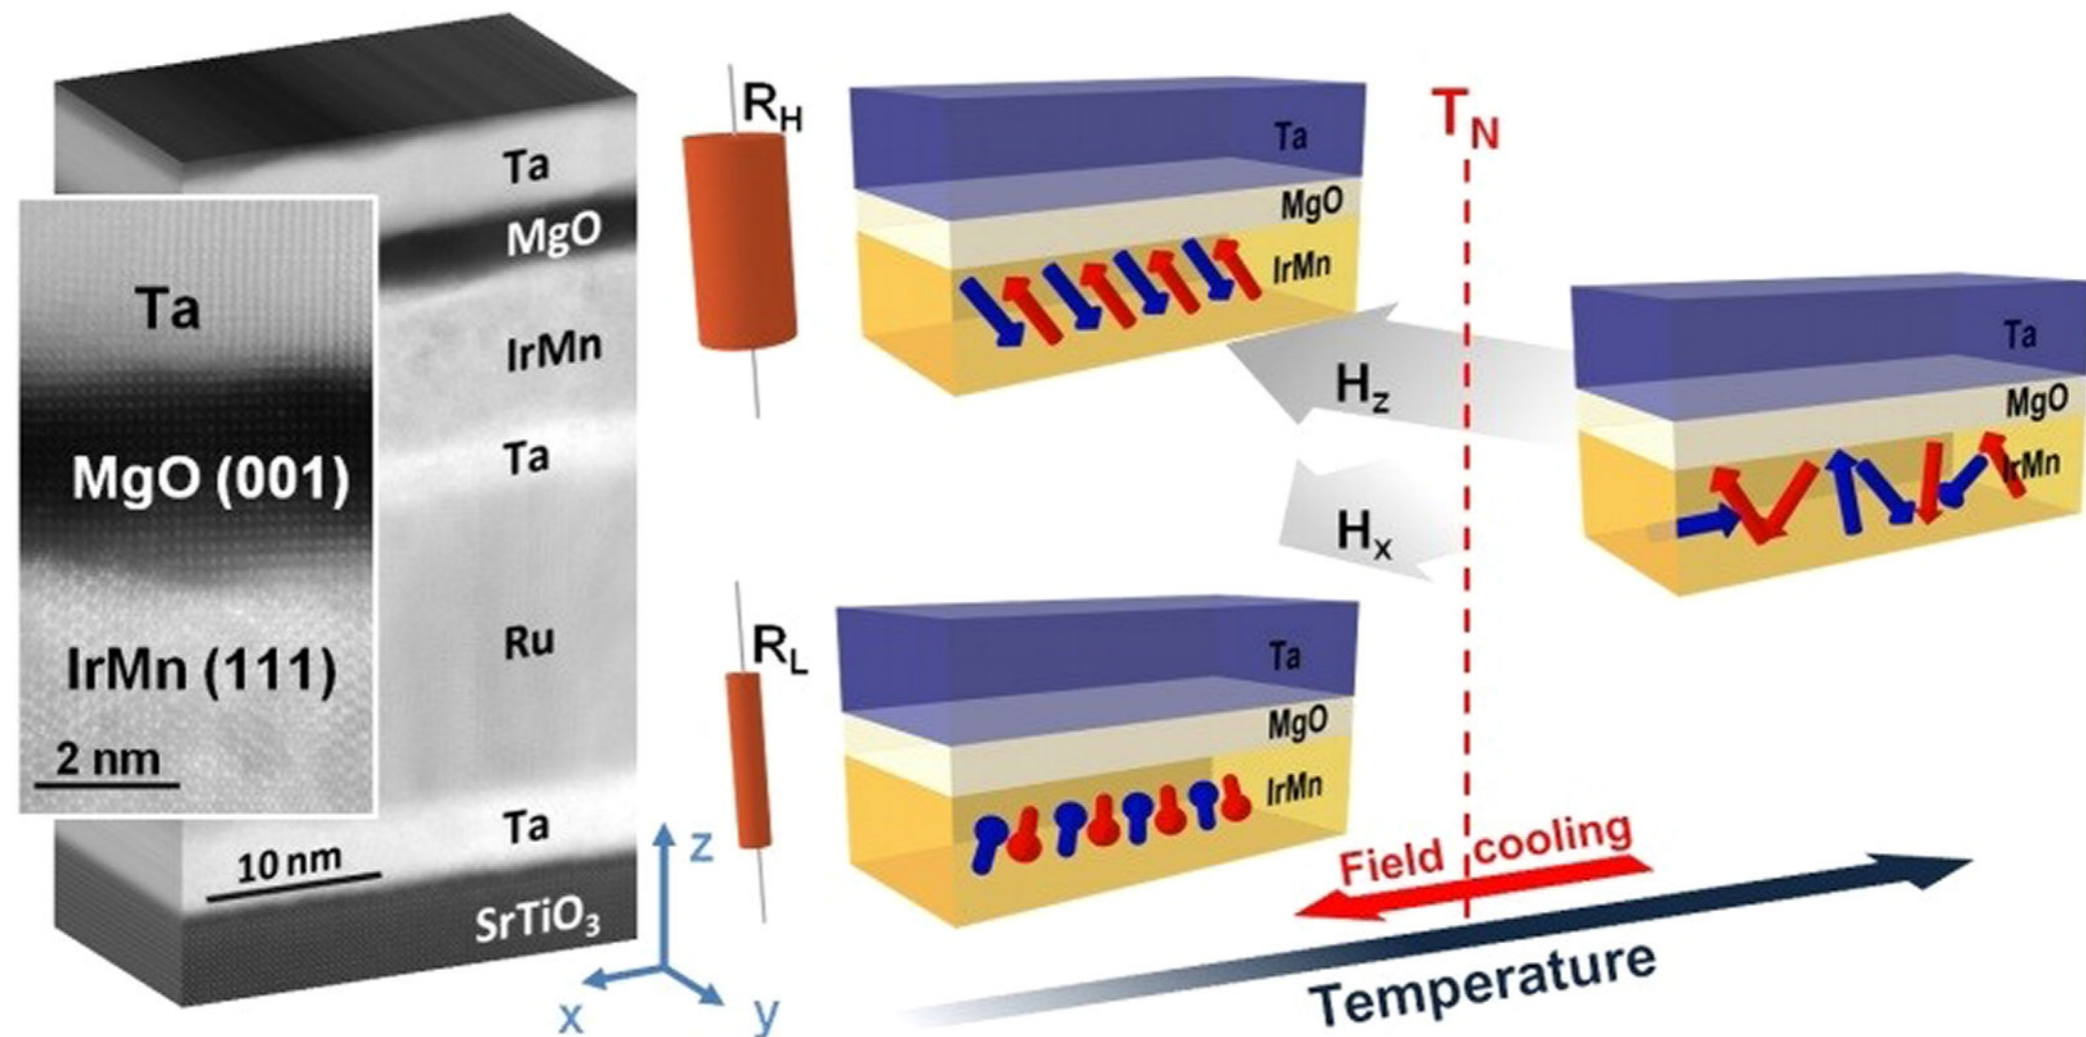 Ta
MgO
IrMn
Ta
Ru
Ta
10 nm
SrTiO₃
Ta
MgO (001)
IrMn (111)
2 nm
z
x
y
R_H
Ta
MgO
IrMn
R_L
Ta
MgO
IrMn
H_z
H_x
T_N
Ta
MgO
IrMn
Field cooling
Temperature